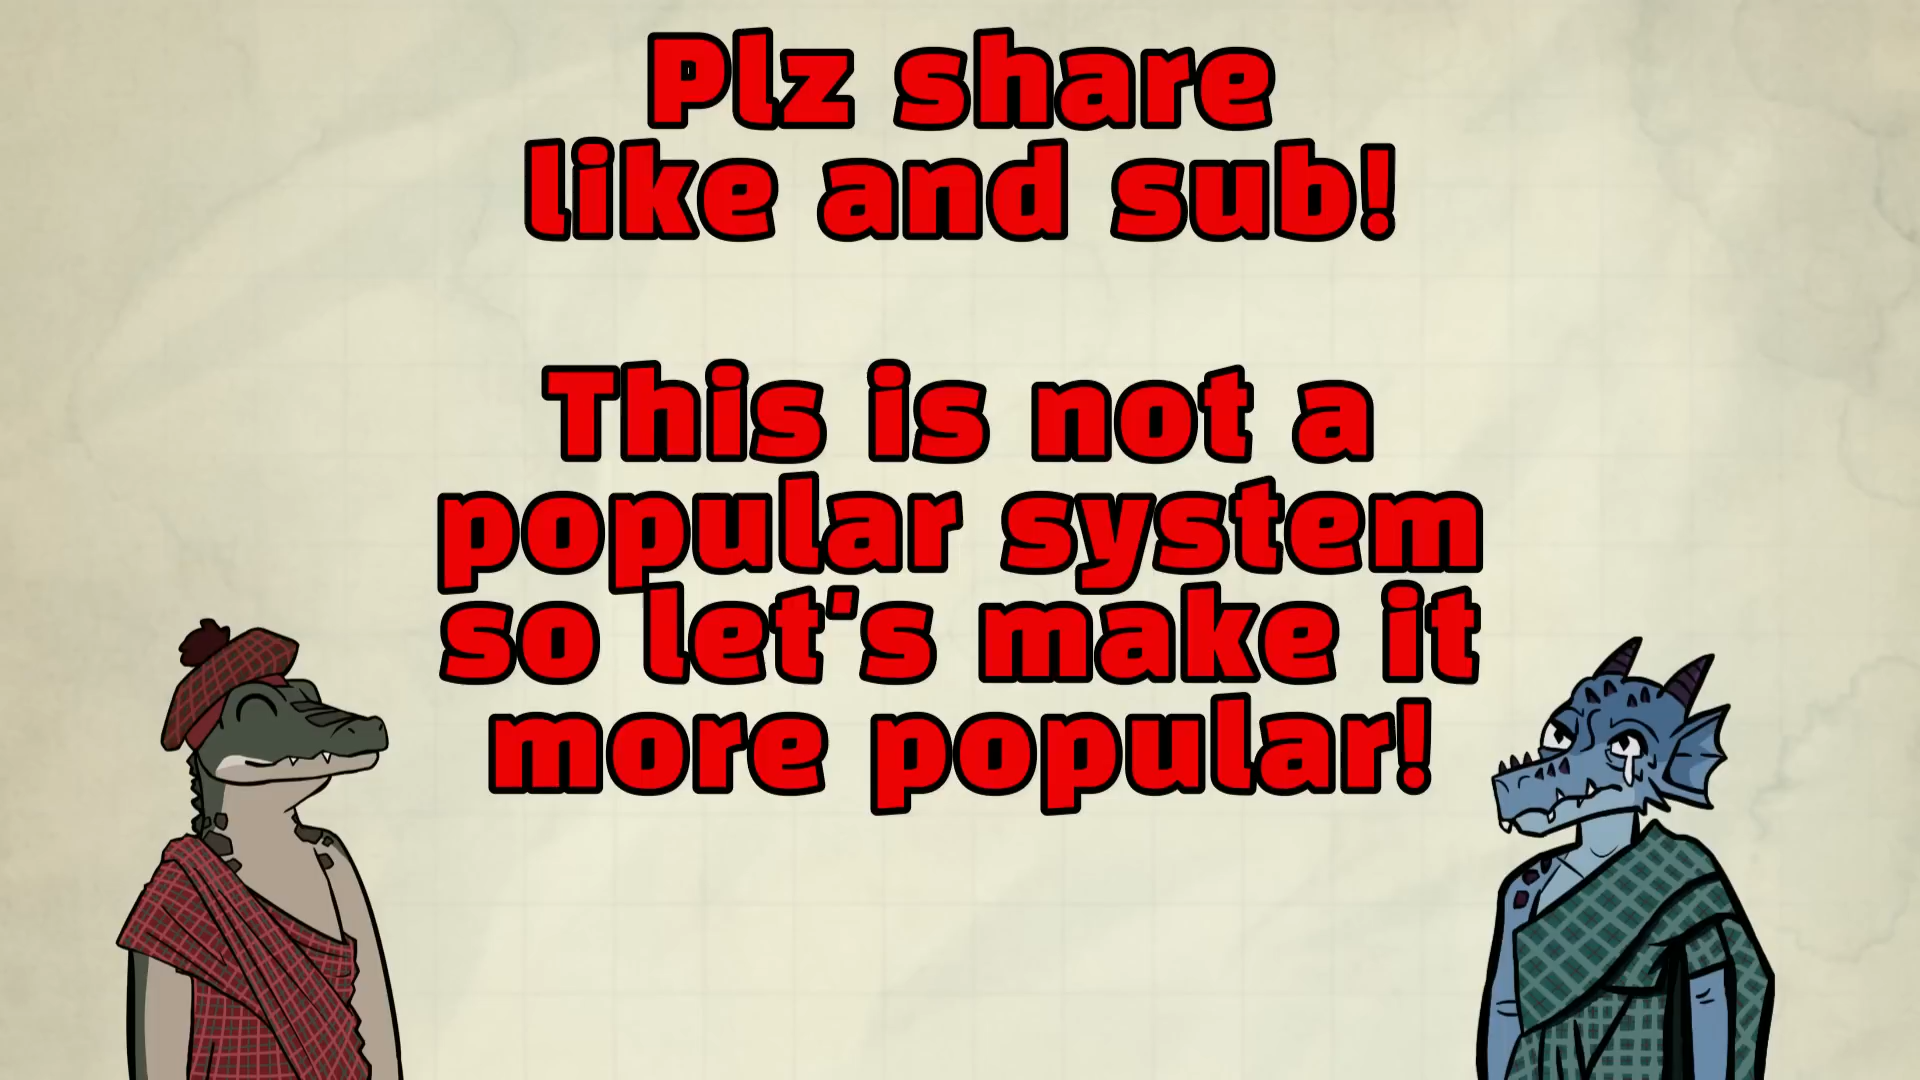 Plz share
like and sub!
This is not a
popular system
so let's make it
more popular!